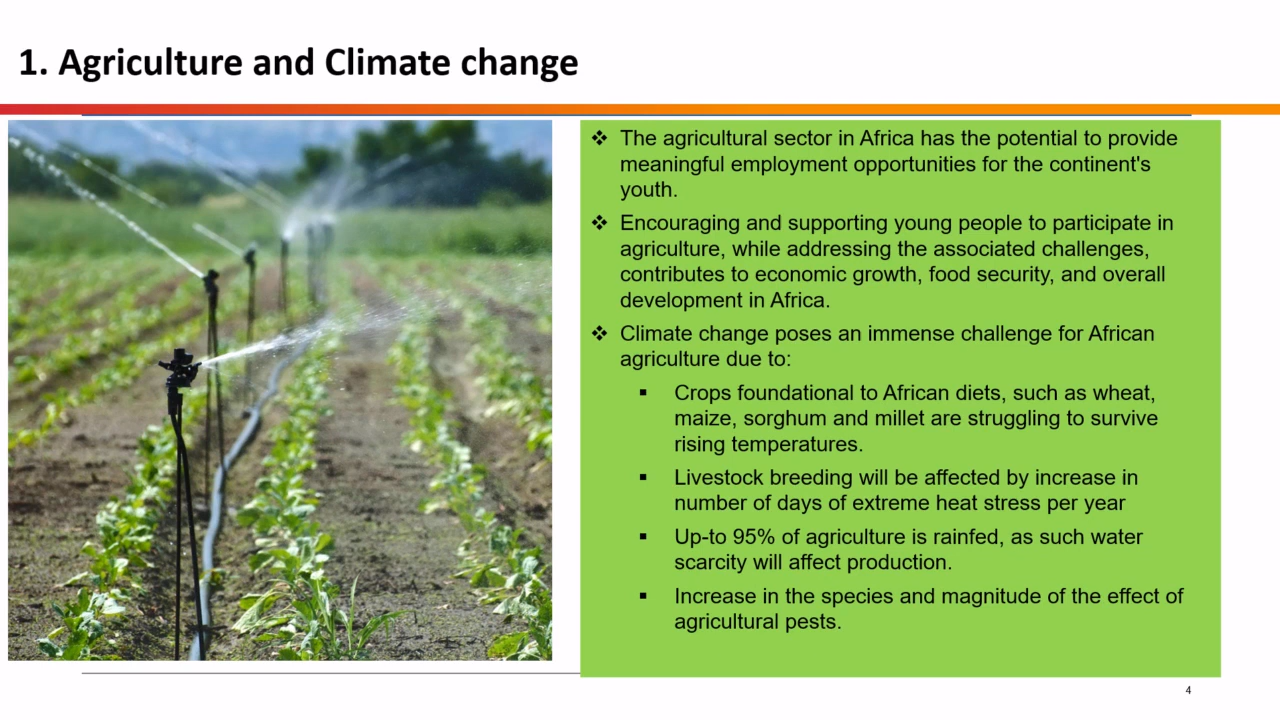 1. Agriculture and Climate change
❖ The agricultural sector in Africa has the potential to provide
meaningful employment opportunities for the continent's
youth.
❖ Encouraging and supporting young people to participate in
agriculture, while addressing the associated challenges,
contributes to economic growth, food security, and overall
development in Africa.
❖ Climate change poses an immense challenge for African
agriculture due to:
▪ Crops foundational to African diets, such as wheat,
maize, sorghum and millet are struggling to survive
rising temperatures.
▪ Livestock breeding will be affected by increase in
number of days of extreme heat stress per year
▪ Up-to 95% of agriculture is rainfed, as such water
scarcity will affect production.
▪ Increase in the species and magnitude of the effect of
agricultural pests.
4